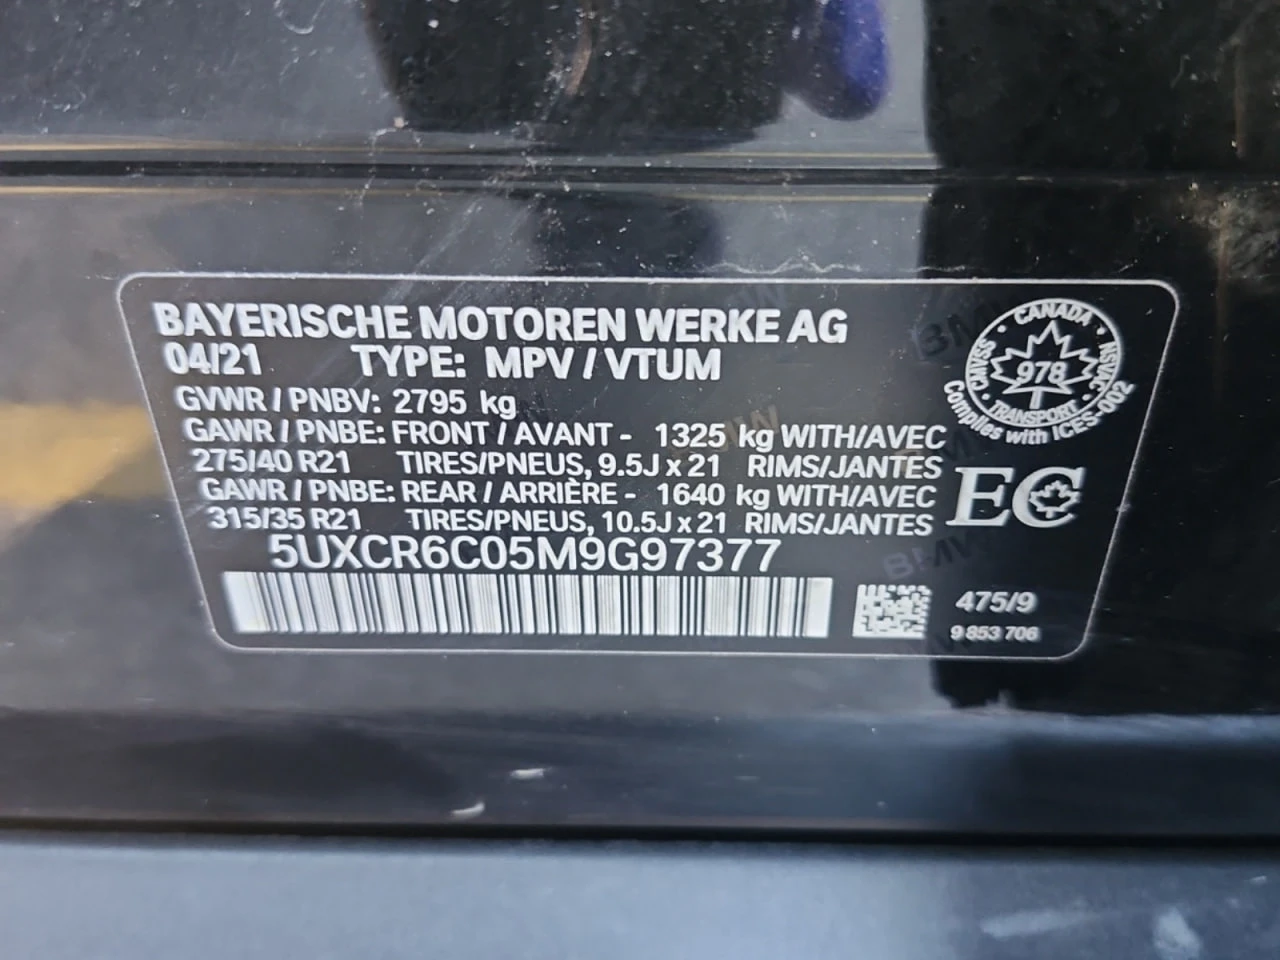 BAYERISCHE MOTOREN WERKE AG
04/21 TYPE: MPV / VTUM
GVWR / PNBV: 2795 kg
GAWR / PNBE: FRONT / AVANT - 1325 kg WITH/AVEC
275/40 R21 TIRES/PNEUS, 9.5J x 21 RIMS/JANTES
GAWR / PNBE: REAR / ARRIÈRE - 1640 kg WITH/AVEC
315/35 R21 TIRES/PNEUS, 10.5J x 21 RIMS/JANTES
5UXCR6C05M9G97377
CANADA
CMVSS
978
NSVAC
TRANSPORT
Complies with ICES-002
EC
475/9
9 853 706
BMW
BMW
BMW